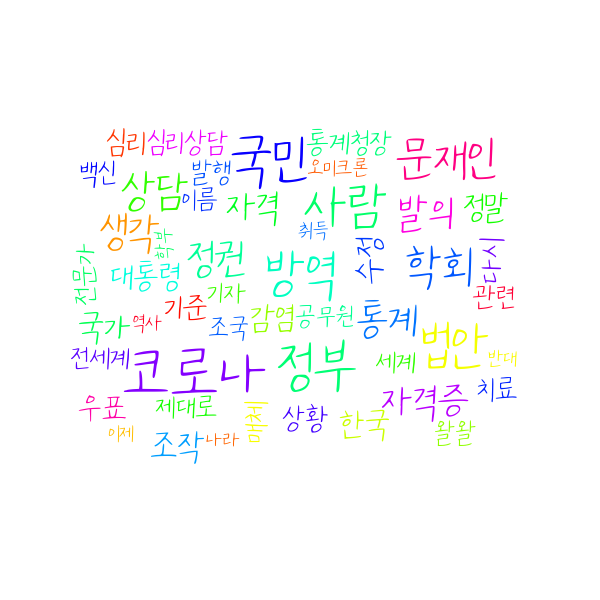 심리 심리상담 국민 통계청장 문재인
백신 발행 오미크론
상담 이름 자격 사람 발의 정말
생각 학과 취득 수정 다시
전문가 대통령 정권 방역 학회
기준 기자 관련
국가 역사 조국 감염 공무원 통계 법안
전세계 코로나 정부 세계 반대
우표 제대로 자격증 치료
이제 매체 상황 한국 왈왈
조작 나라